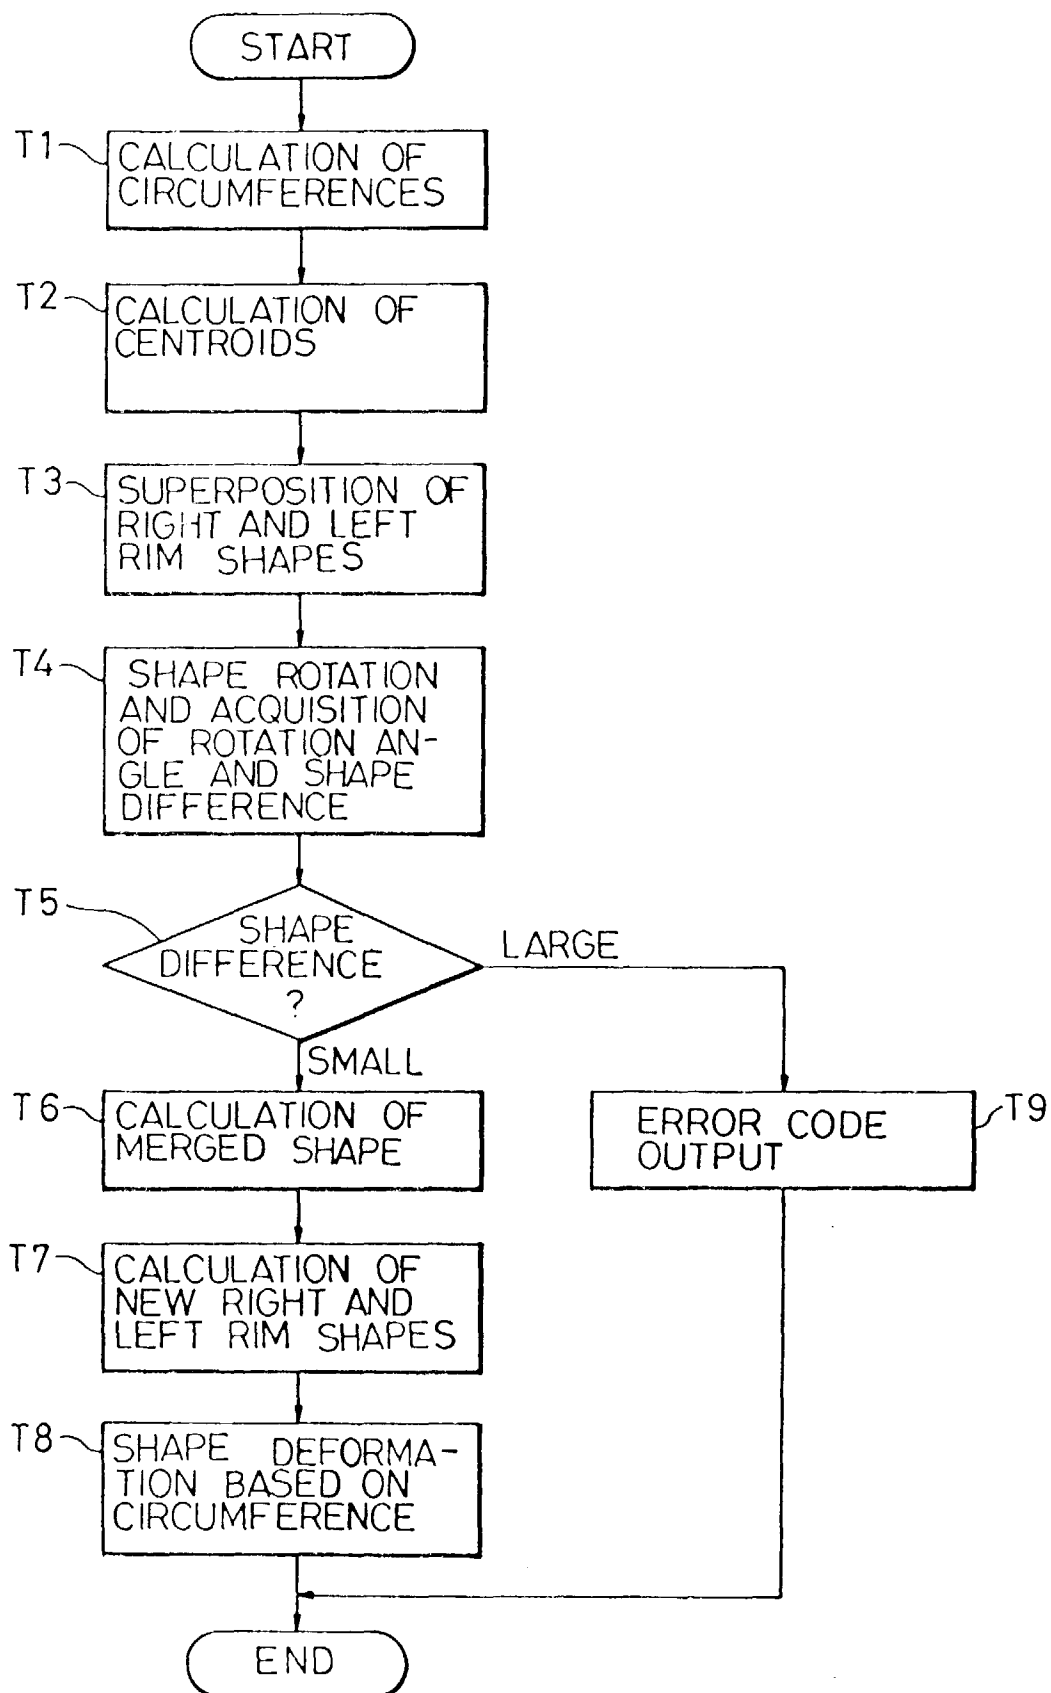 START
T1
CALCULATION OF
CIRCUMFERENCES
T2
CALCULATION OF
CENTROIDS
T3
SUPERPOSITION OF
RIGHT AND LEFT
RIM SHAPES
T4
SHAPE ROTATION
AND ACQUISITION
OF ROTATION AN-
GLE AND SHAPE
DIFFERENCE
T5
SHAPE
DIFFERENCE
?
LARGE
SMALL
T6
CALCULATION OF
MERGED SHAPE
ERROR CODE
OUTPUT
T9
T7
CALCULATION OF
NEW RIGHT AND
LEFT RIM SHAPES
T8
SHAPE DEFORMA-
TION BASED ON
CIRCUMFERENCE
END